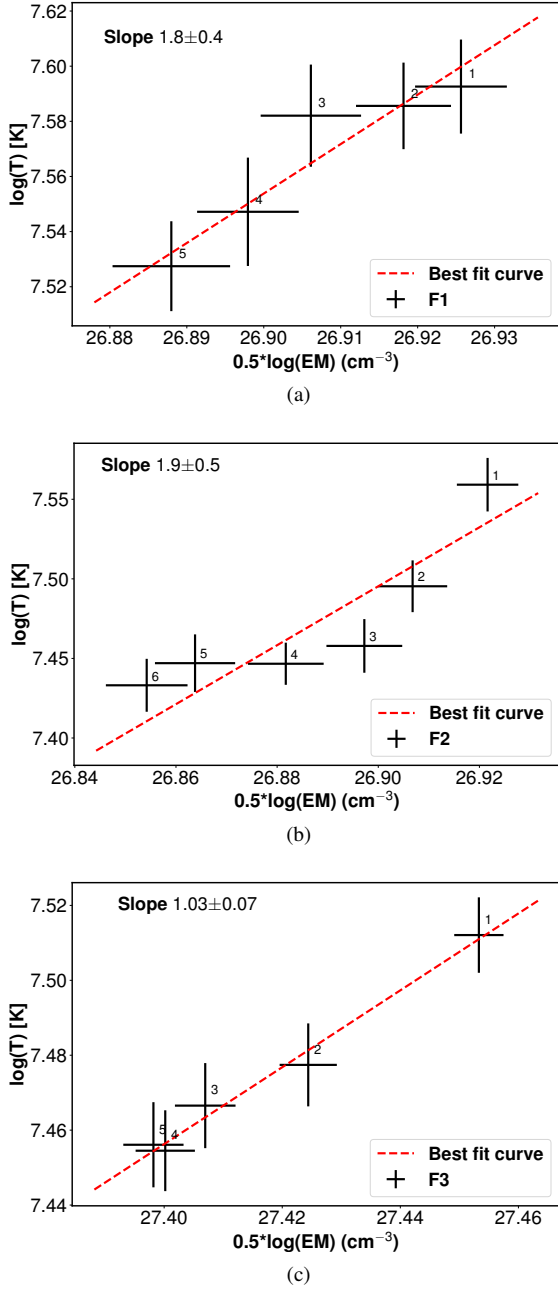 7.62
Slope 1.8±0.4
7.60
1
2
3
log(T) [K]
7.56
4
7.54
5
7.52
Best fit curve
F1
26.88 26.89 26.90 26.91 26.92 26.93
0.5*log(EM) (cm⁻³)
(a)
Slope 1.9±0.5
1
7.55
log(T) [K]
7.50
2
3
7.45
5
4
6
Best fit curve
7.40
F2
26.84 26.86 26.88 26.90 26.92
0.5*log(EM) (cm⁻³)
(b)
7.52
Slope 1.03±0.07
1
7.50
log(T) [K]
7.48
2
3
7.46
5 4
Best fit curve
F3
7.44
27.40 27.42 27.44 27.46
0.5*log(EM) (cm⁻³)
(c)